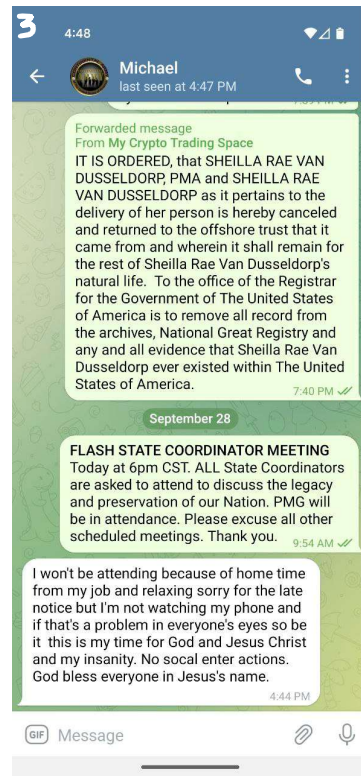 3
4:48
Michael
last seen at 4:47 PM
Forwarded message
From My Crypto Trading Space
IT IS ORDERED, that SHEILLA RAE VAN
DUSSELDORP, PMA and SHEILLA RAE
VAN DUSSELDORP as it pertains to the
delivery of her person is hereby canceled
and returned to the offshore trust that it
came from and wherein it shall remain for
the rest of Sheilla Rae Van Dusseldorp's
natural life. To the office of the Registrar
for the Government of The United States
of America is to remove all record from
the archives, National Great Registry and
any and all evidence that Sheilla Rae Van
Dusseldorp ever existed within The United
States of America.
7:40 PM
September 28
FLASH STATE COORDINATOR MEETING
Today at 6pm CST. ALL State Coordinators
are asked to attend to discuss the legacy
and preservation of our Nation. PMG will
be in attendance. Please excuse all other
scheduled meetings. Thank you.
9:54 AM
I won't be attending because of home time
from my job and relaxing sorry for the late
notice but I'm not watching my phone and
if that's a problem in everyone's eyes so be
it this is my time for God and Jesus Christ
and my insanity. No socal enter actions.
God bless everyone in Jesus's name.
4:44 PM
GIF Message